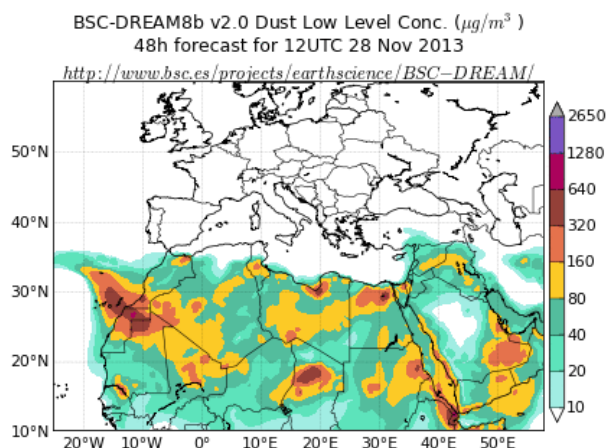 BSC-DREAM8b v2.0 Dust Low Level Conc. (μg/m³ )
48h forecast for 12UTC 28 Nov 2013
http://www.bsc.es/projects/earthscience/BSC−DREAM/
2650
1280
640
320
160
80
40
20
10
50°N
40°N
30°N
20°N
10°N
20°W 10°W 0° 10°E 20°E 30°E 40°E 50°E